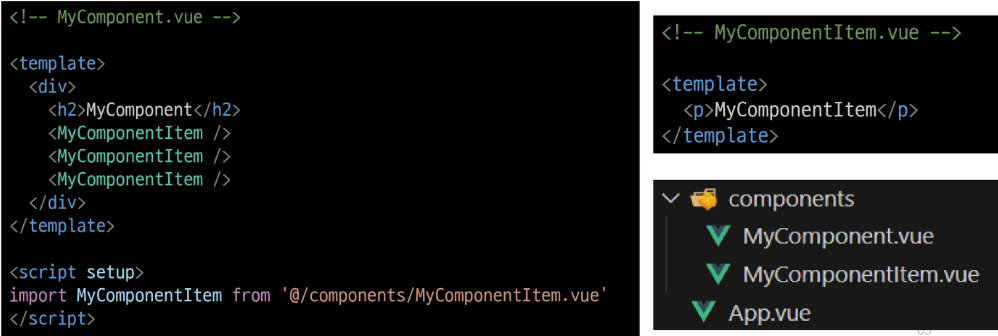 <!-- MyComponent.vue -->
<template>
  <div>
    <h2>MyComponent</h2>
    <MyComponentItem />
    <MyComponentItem />
    <MyComponentItem />
  </div>
</template>
<script setup>
import MyComponentItem from '@/components/MyComponentItem.vue'
</script>
<!-- MyComponentItem.vue -->
<template>
  <p>MyComponentItem</p>
</template>
components
MyComponent.vue
MyComponentItem.vue
App.vue